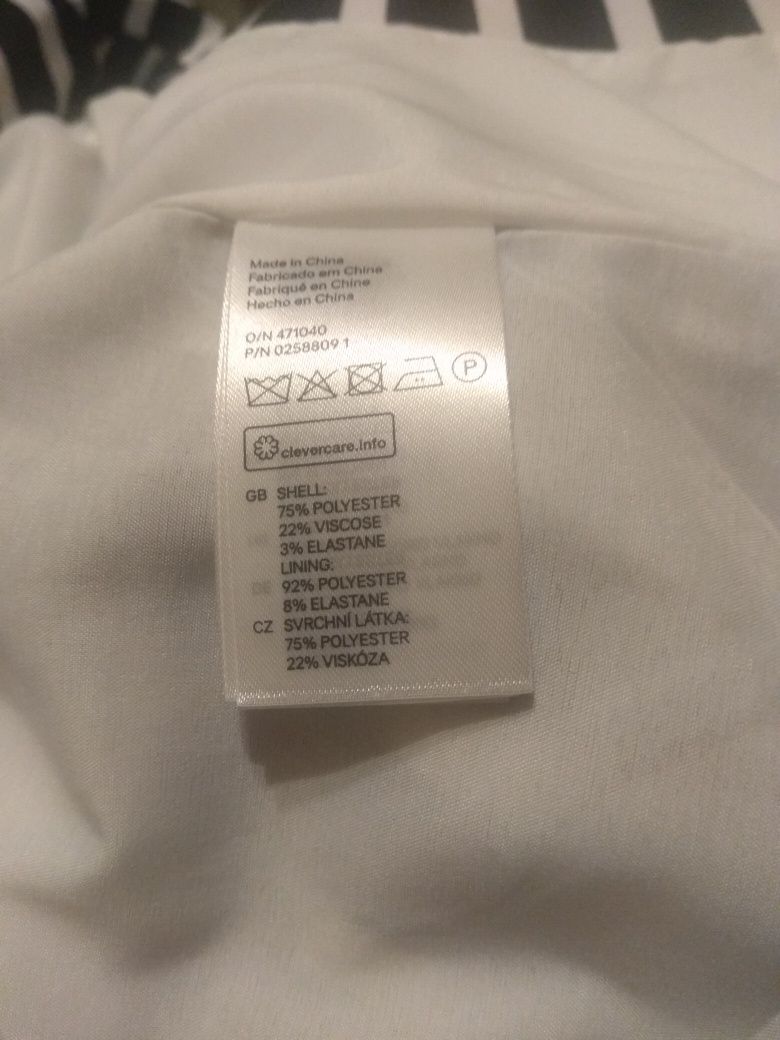 Made in China
Fabricado em China
Fabriqué en Chine
Hecho en China
O/N 471040
P/N 0258809 1
P
clevercare.info
GB SHELL:
75% POLYESTER
22% VISCOSE
3% ELASTANE
LINING:
92% POLYESTER
8% ELASTANE
CZ SVRCHNÍ LÁTKA:
75% POLYESTER
22% VISKÓZA